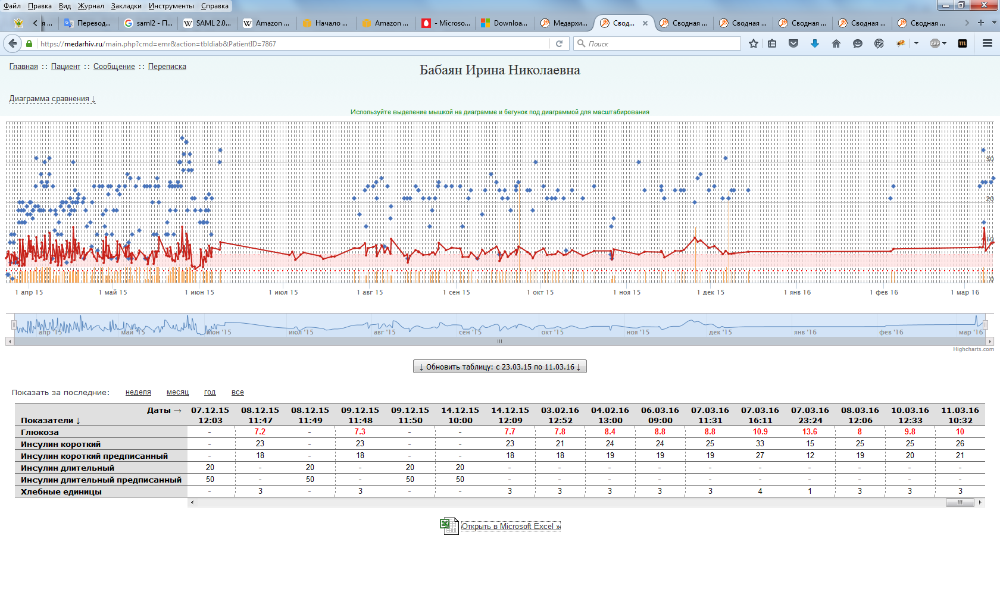 Файл Правка Вид Журнал Закладки Инструменты Справка
я ... Перевод... saml2 - П... SAML 2.0... Amazon ... Начало ... Amazon ... - Microso... Downloa... Медархи... Свод... Сводная ... Сводная ... Сводная ... Сводная ... Сводная ...
https://medarhiv.ru/main.php?cmd=emr&action=tbldiab&PatientID=7867 Поиск ABP m
Главная :: Пациент :: Сообщение :: Переписка
Бабаян Ирина Николаевна
Диаграмма сравнения ↓
Используйте выделение мышкой на диаграмме и бегунок под диаграммой для масштабирования
30
20
10
0
1 апр 15 1 май 15 1 июн 15 1 июл 15 1 авг 15 1 сен 15 1 окт 15 1 ноя 15 1 дек 15 1 янв 16 1 фев 16 1 мар 16
апр '15 май '15 июн '15 июл '15 авг '15 сен '15 окт '15 ноя '15 дек '15 янв '16 фев '16 мар '16
Highcharts.com
↓ Обновить таблицу: с 23.03.15 по 11.03.16 ↓
Показать за последние: неделя месяц год все
Даты → 07.12.15 08.12.15 08.12.15 09.12.15 09.12.15 14.12.15 14.12.15 03.02.16 04.02.16 06.03.16 07.03.16 07.03.16 07.03.16 08.03.16 10.03.16 11.03.16
Показатели ↓ 12:03 11:47 11:49 11:48 11:50 10:00 12:09 12:52 13:00 09:00 11:31 16:11 23:24 12:06 12:33 10:32
Глюкоза - 7.2 - 7.3 - - 7.7 7.8 8.4 8.8 8.8 10.9 13.6 8 9.8 10
Инсулин короткий - 23 - 23 - - 23 21 24 24 25 33 15 25 25 26
Инсулин короткий предписанный - 18 - 18 - - 18 18 19 19 19 27 12 19 20 21
Инсулин длительный 20 - 20 - 20 20 - - - - - - - - - -
Инсулин длительный предписанный 50 - 50 - 50 50 - - - - - - - - - -
Хлебные единицы - 3 - 3 - - 3 3 3 3 3 4 1 3 3 3
Открыть в Microsoft Excel »